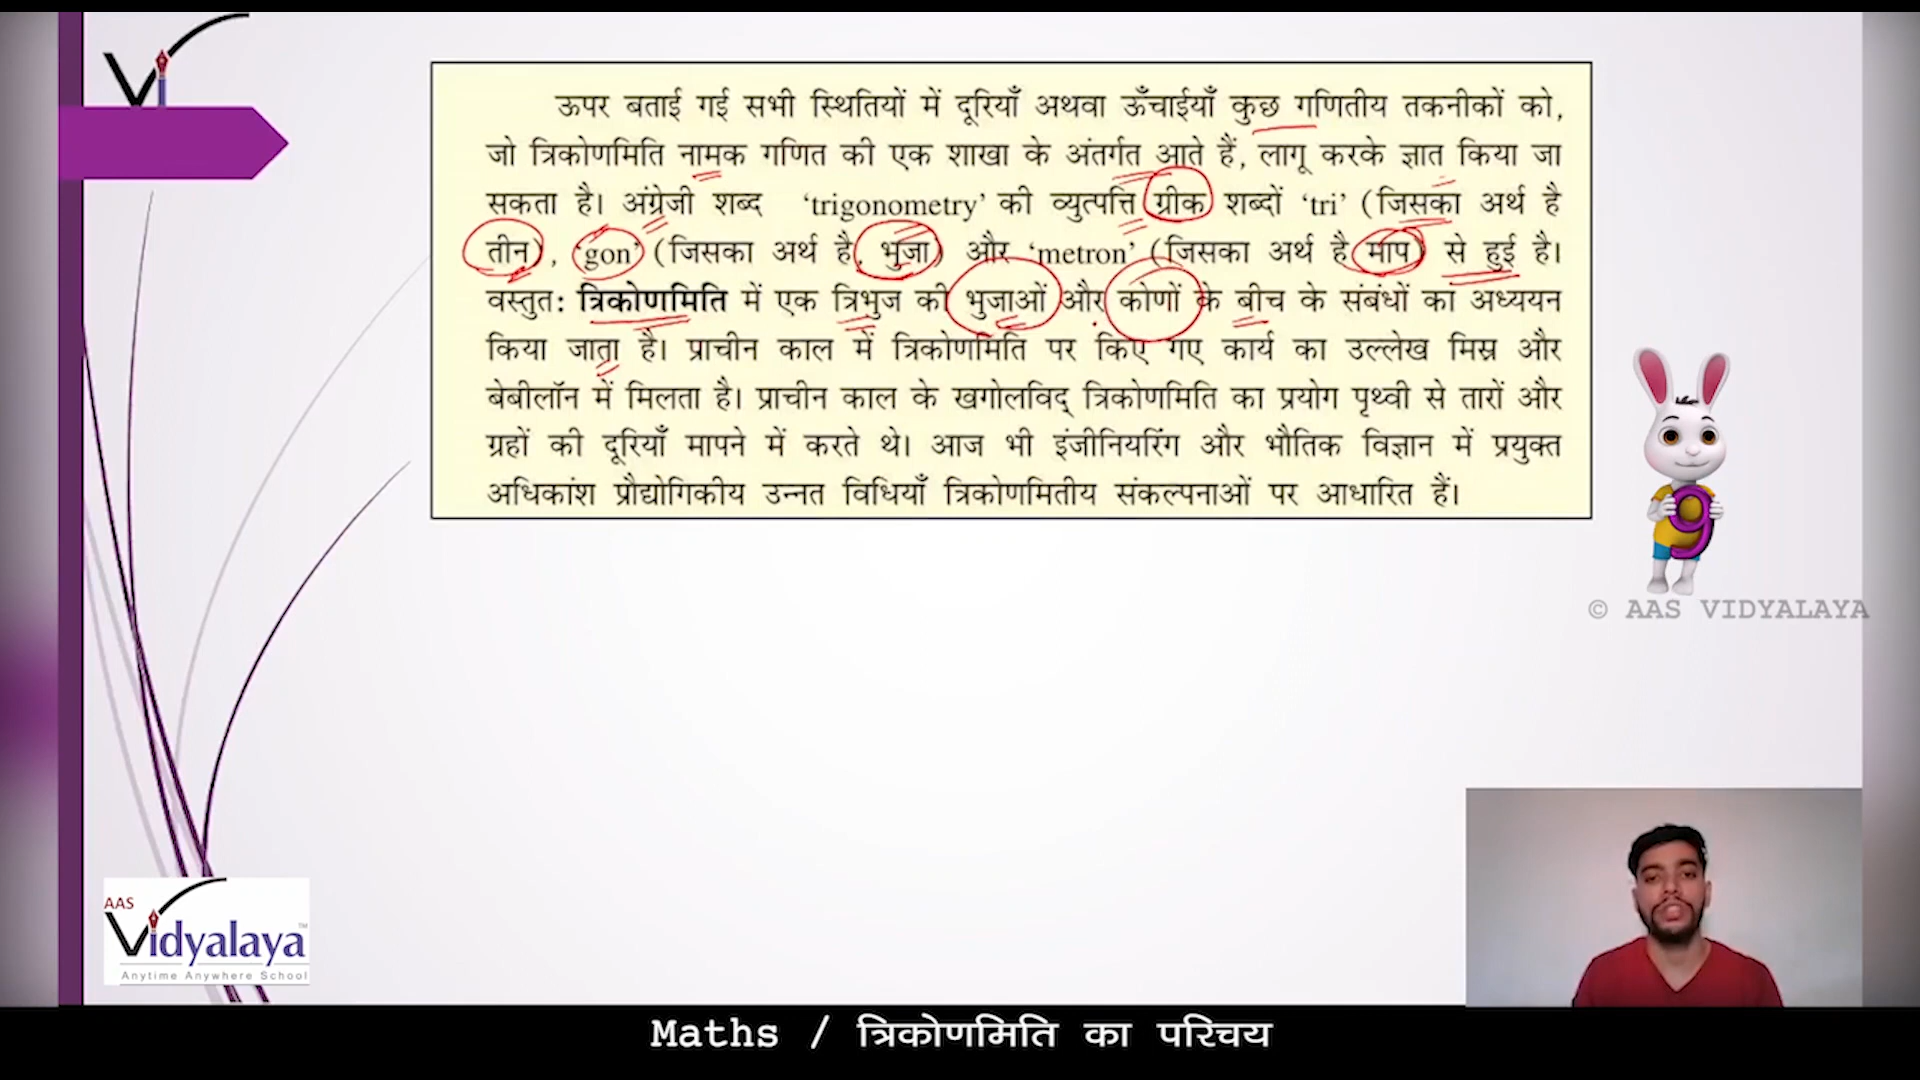 ऊपर बताई गई सभी स्थितियों में दूरियाँ अथवा ऊँचाईयाँ कुछ गणितीय तकनीकों को,
जो त्रिकोणमिति नामक गणित की एक शाखा के अंतर्गत आते हैं, लागू करके ज्ञात किया जा
सकता है। अंग्रेजी शब्द ‘trigonometry’ की व्युत्पत्ति ग्रीक शब्दों ‘tri’ (जिसका अर्थ है
तीन), ‘gon’ (जिसका अर्थ है, भुजा) और ‘metron’ (जिसका अर्थ है माप) से हुई है।
वस्तुत: त्रिकोणमिति में एक त्रिभुज की भुजाओं और कोणों के बीच के संबंधों का अध्ययन
किया जाता है। प्राचीन काल में त्रिकोणमिति पर किए गए कार्य का उल्लेख मिस्र और
बेबीलॉन में मिलता है। प्राचीन काल के खगोलविद् त्रिकोणमिति का प्रयोग पृथ्वी से तारों और
ग्रहों की दूरियाँ मापने में करते थे। आज भी इंजीनियरिंग और भौतिक विज्ञान में प्रयुक्त
अधिकांश प्रौद्योगिकीय उन्नत विधियाँ त्रिकोणमितीय संकल्पनाओं पर आधारित हैं।
9
© AAS VIDYALAYA
AAS
Vidyalaya™
Anytime Anywhere School
Maths / त्रिकोणमिति का परिचय